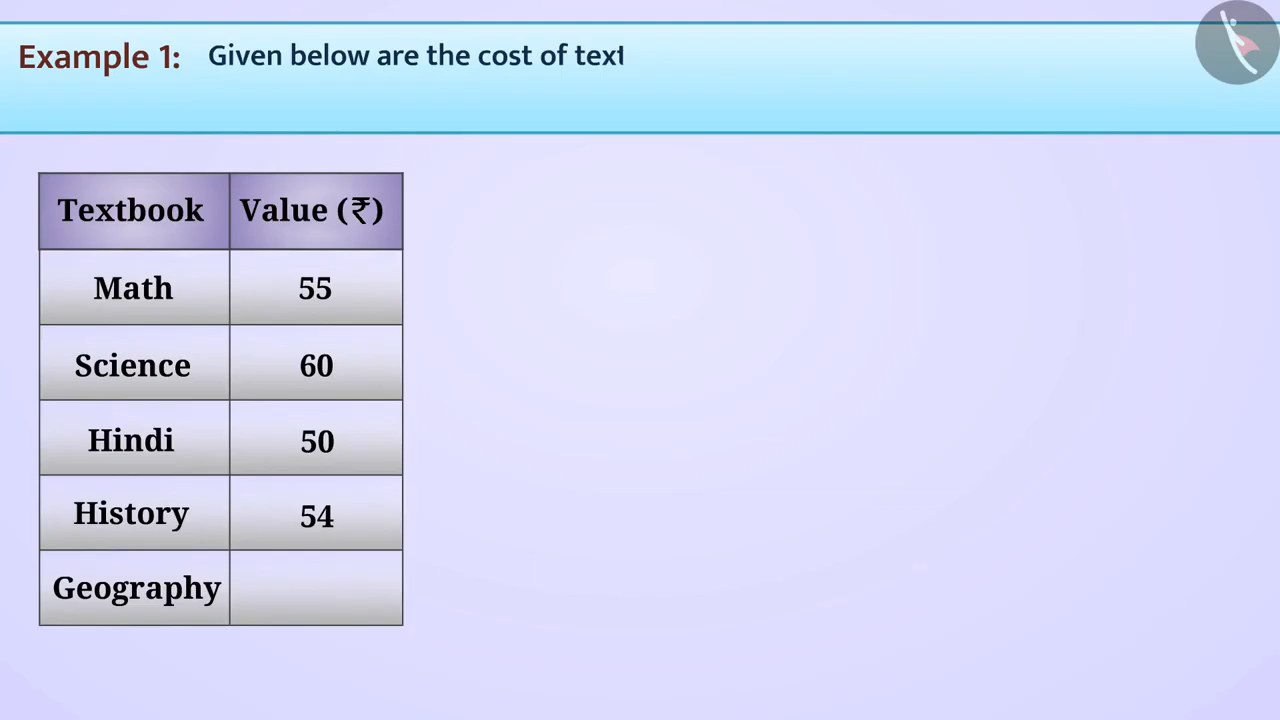 Example 1: Given below are the cost of text
Textbook Value (₹)
Math 55
Science 60
Hindi 50
History 54
Geography